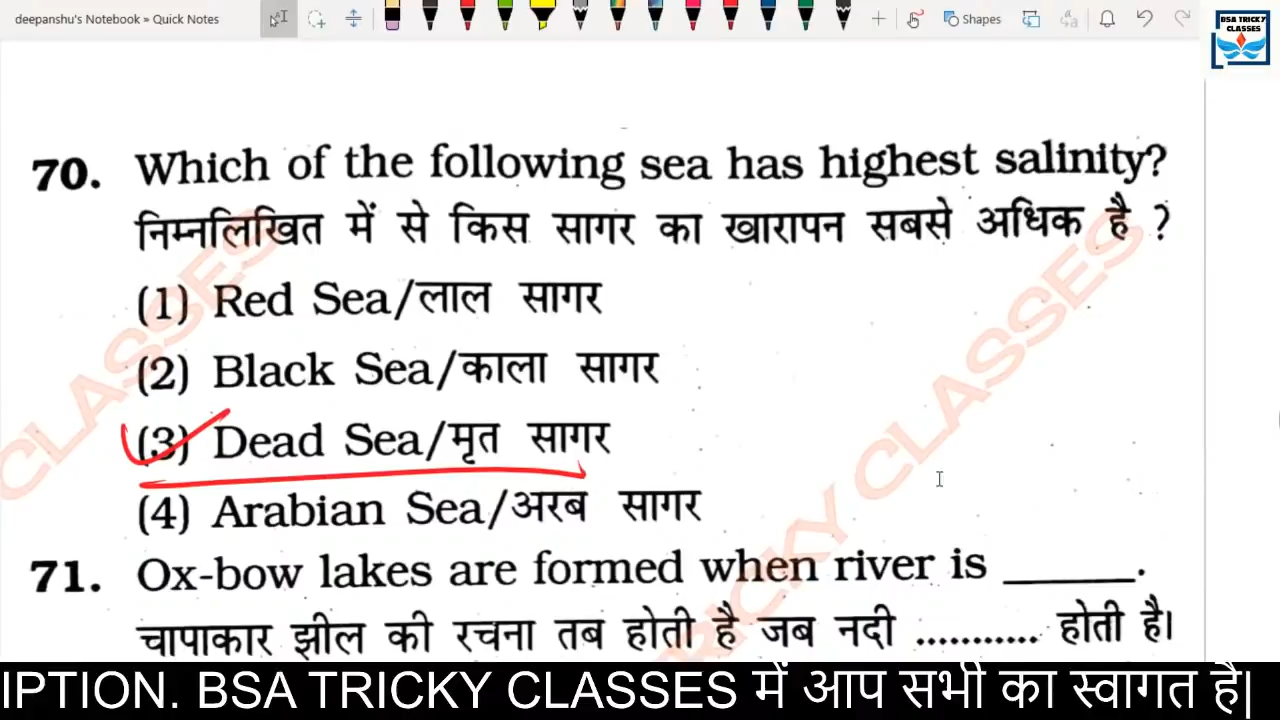 deepanshu's Notebook » Quick Notes
Shapes
BSA TRICKY
CLASSES
70. Which of the following sea has highest salinity?
निम्नलिखित में से किस सागर का खारापन सबसे अधिक है ?
(1) Red Sea/लाल सागर
(2) Black Sea/काला सागर
(3) Dead Sea/मृत सागर
(4) Arabian Sea/अरब सागर
71. Ox-bow lakes are formed when river is ______.
चापाकार झील की रचना तब होती है जब नदी ........... होती है।
CLASSES
TRICKY CLASSES
IPTION. BSA TRICKY CLASSES में आप सभी का स्वागत है|